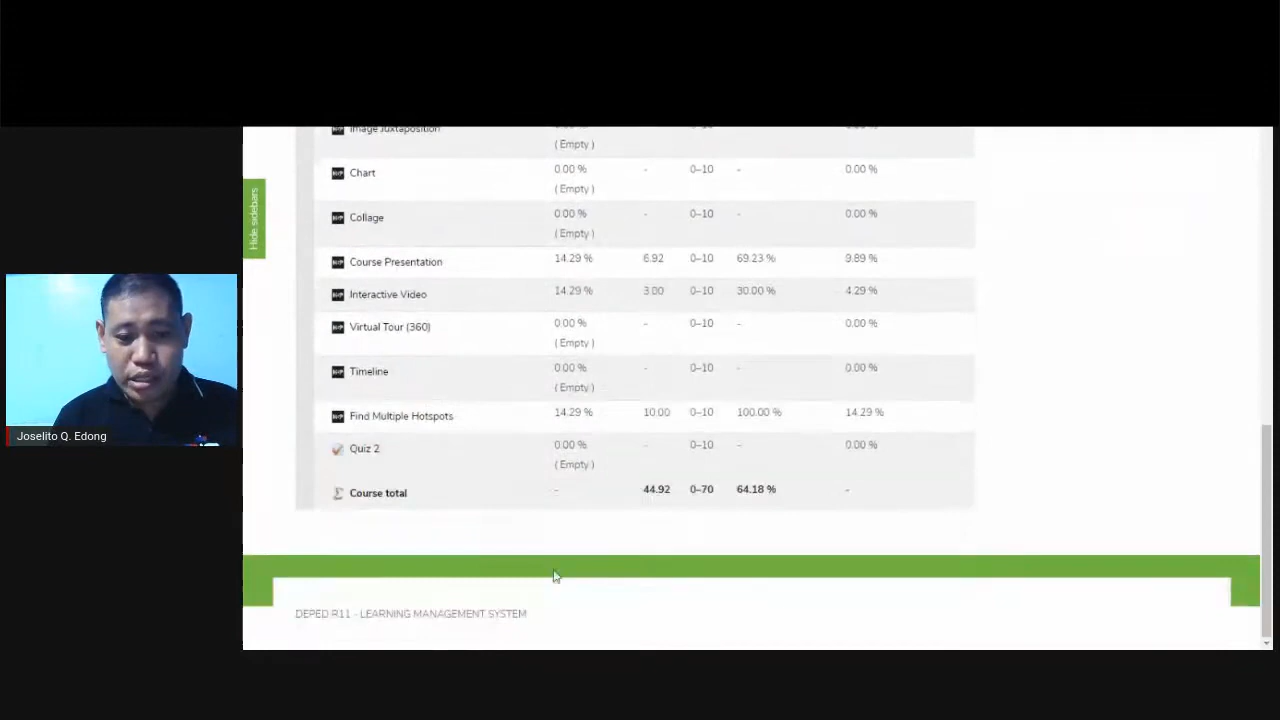 Image Juxtaposition
( Empty )
Chart 0.00 % - 0–10 - 0.00 %
( Empty )
Collage 0.00 % - 0–10 - 0.00 %
( Empty )
Course Presentation 14.29 % 6.92 0–10 69.23 % 9.89 %
Interactive Video 14.29 % 3.00 0–10 30.00 % 4.29 %
Virtual Tour (360) 0.00 % - 0–10 - 0.00 %
( Empty )
Timeline 0.00 % - 0–10 - 0.00 %
( Empty )
Find Multiple Hotspots 14.29 % 10.00 0–10 100.00 % 14.29 %
Quiz 2 0.00 % - 0–10 - 0.00 %
( Empty )
Course total - 44.92 0–70 64.18 % -
Hide sidebars
Joselito Q. Edong
DEPED R11 - LEARNING MANAGEMENT SYSTEM